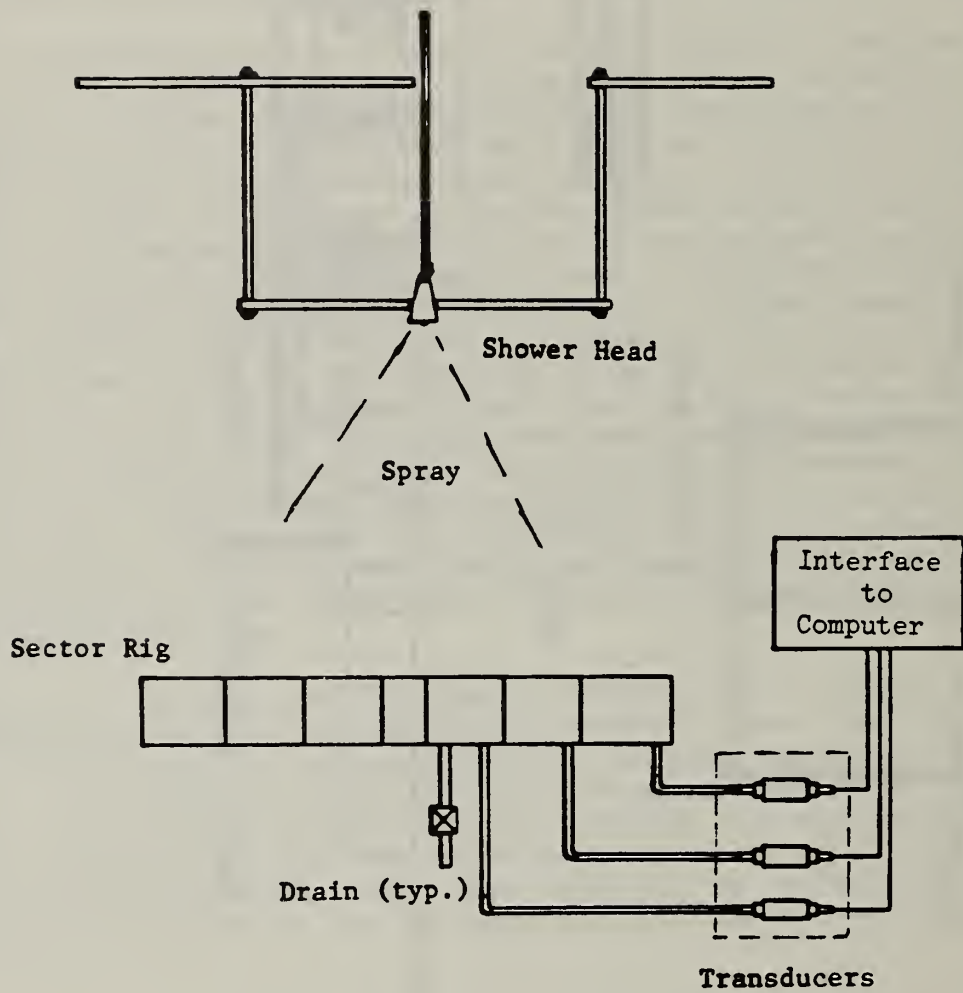 Shower Head
Spray
Interface
to
Computer
Sector Rig
Drain (typ.)
Transducers